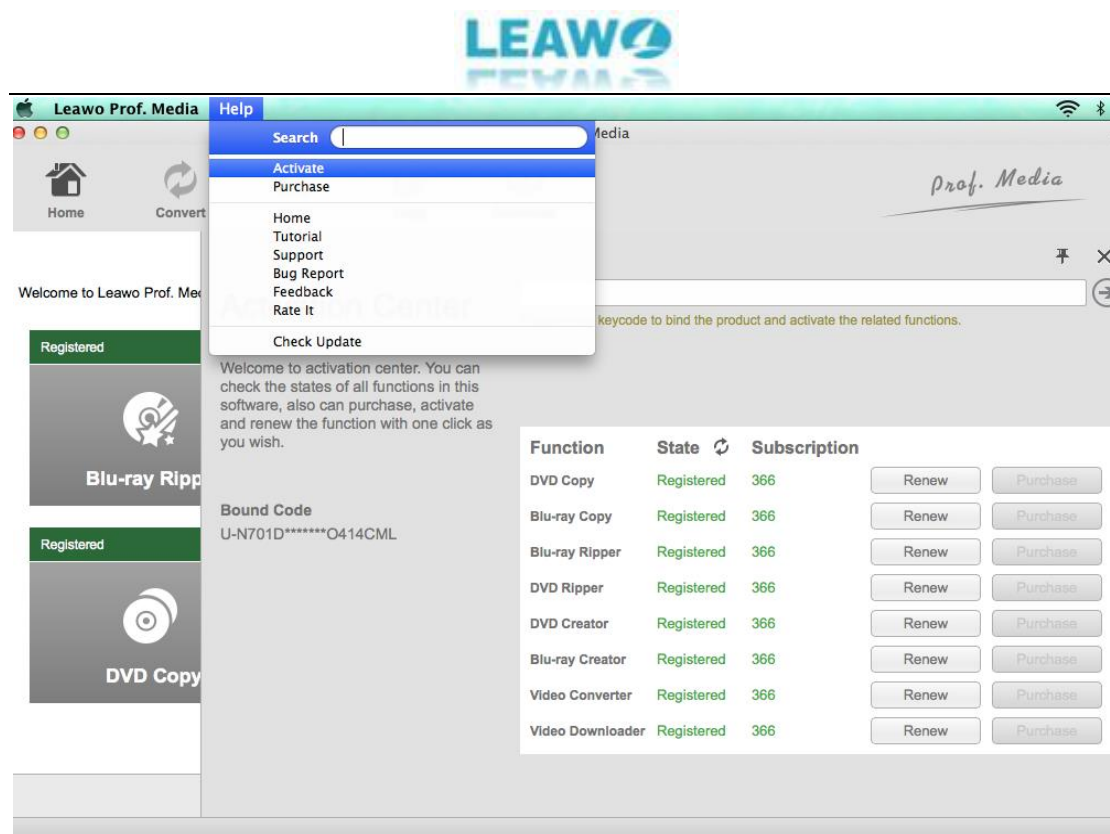 LEAWO
Leawo Prof. Media Help
Search
Media
Activate
Purchase
Home
Tutorial
Support
Bug Report
Feedback
Rate It
Check Update
Home
Convert
Prof. Media
Welcome to Leawo Prof. Med
Activation Center
keycode to bind the product and activate the related functions.
Welcome to activation center. You can
check the states of all functions in this
software, also can purchase, activate
and renew the function with one click as
you wish.
Bound Code
U-N701D*******O414CML
Registered
Blu-ray Ripp
Registered
DVD Copy
Function State Subscription
DVD Copy Registered 366 Renew Purchase
Blu-ray Copy Registered 366 Renew Purchase
Blu-ray Ripper Registered 366 Renew Purchase
DVD Ripper Registered 366 Renew Purchase
DVD Creator Registered 366 Renew Purchase
Blu-ray Creator Registered 366 Renew Purchase
Video Converter Registered 366 Renew Purchase
Video Downloader Registered 366 Renew Purchase